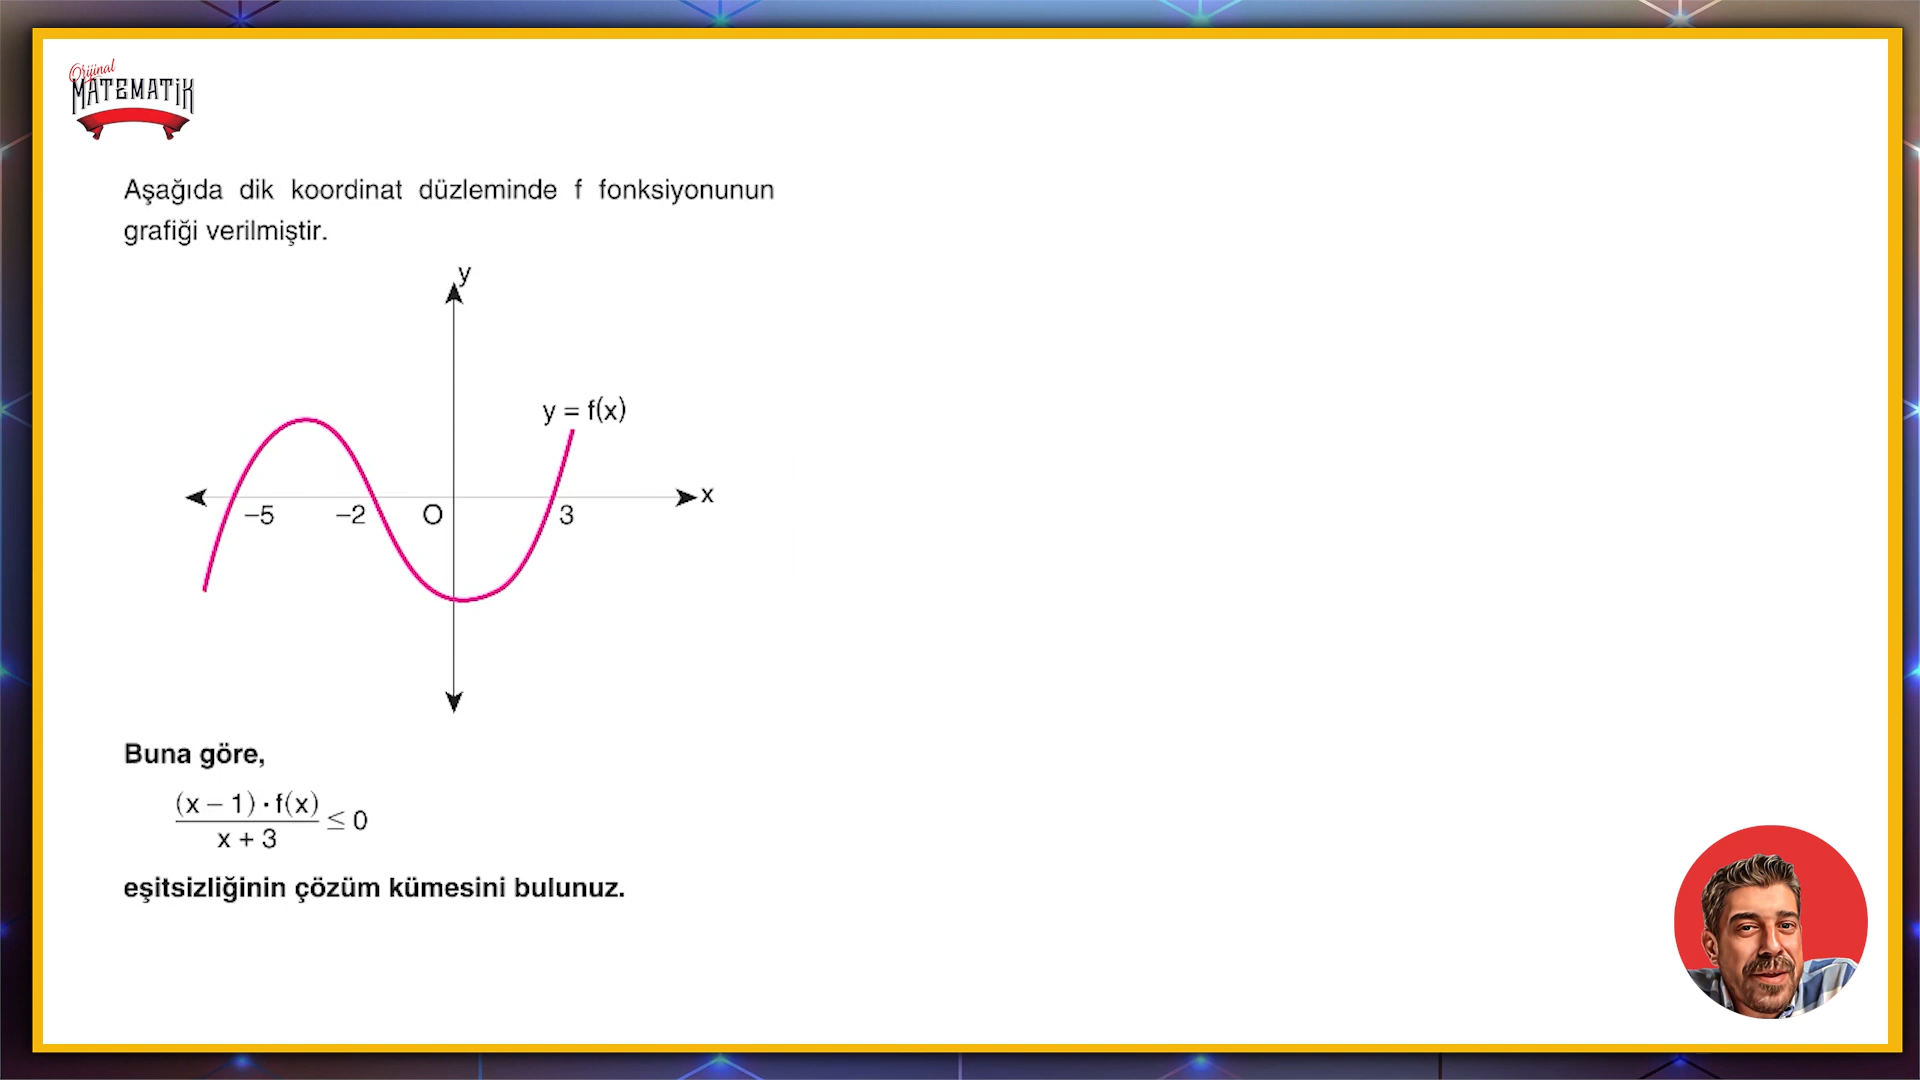 Orijinal
MATEMATİK
Aşağıda dik koordinat düzleminde f fonksiyonunun
grafiği verilmiştir.
y
y = f(x)
x
−5 −2 O 3
Buna göre,
(x − 1) · f(x)
x + 3
≤ 0
eşitsizliğinin çözüm kümesini bulunuz.